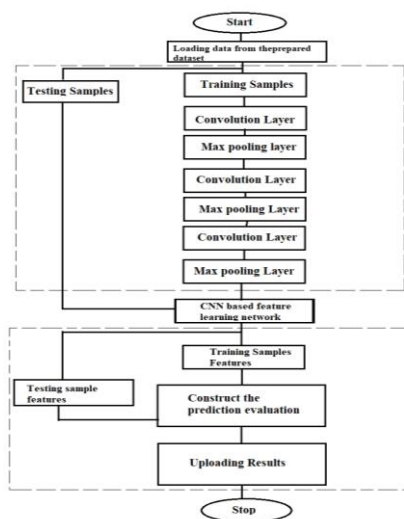 Start
Loading data from theprepared
dataset
Testing Samples
Training Samples
Convolution Layer
Max pooling layer
Convolution Layer
Max pooling Layer
Convolution Layer
Max pooling Layer
CNN based feature
learning network
Training Samples
Features
Testing sample
features
Construct the
prediction evaluation
Uploading Results
Stop